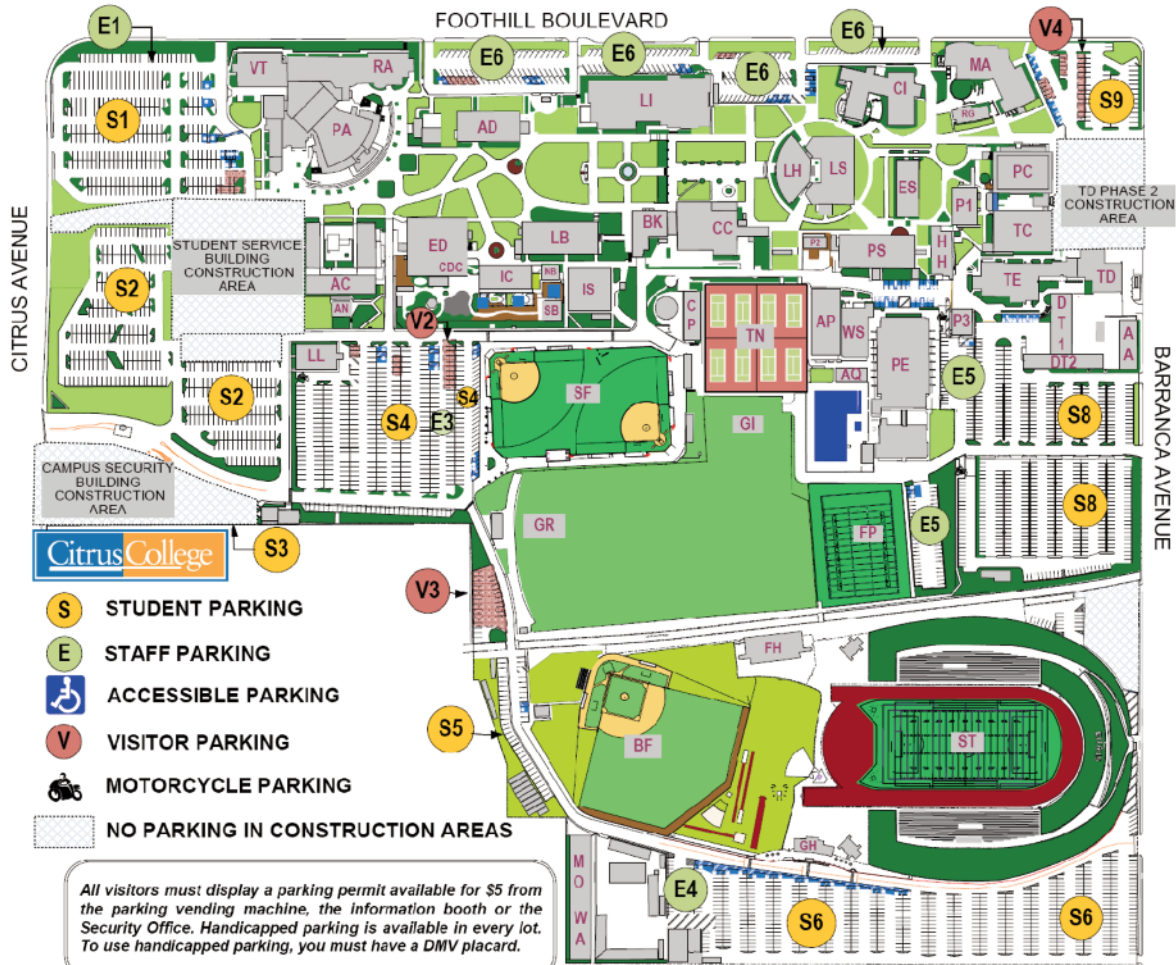 FOOTHILL BOULEVARD
E1
E6
E6
E6
E6
V4
VT
RA
PA
AD
LI
CI
MA
RG
S1
S9
LH
LS
ES
PC
P1
TD PHASE 2
CONSTRUCTION
AREA
CITRUS AVENUE
STUDENT SERVICE
BUILDING
CONSTRUCTION
AREA
ED
CDC
LB
BK
CC
P2
PS
HH
TC
S2
AC
AN
IC
NB
SB
IS
TE
TD
V2
CP
TN
AP
WS
P3
DT1
AA
DT2
LL
S4
E3
S4
SF
PE
AQ
E5
S2
GI
S8
BARRANCA AVENUE
CAMPUS SECURITY
BUILDING
CONSTRUCTION
AREA
S8
GR
FP
E5
S3
Citrus College
V3
S STUDENT PARKING
E STAFF PARKING
ACCESSIBLE PARKING
V VISITOR PARKING
MOTORCYCLE PARKING
NO PARKING IN CONSTRUCTION AREAS
FH
S5
BF
ST
GH
MO
WA
E4
S6
S6
All visitors must display a parking permit available for $5 from
the parking vending machine, the information booth or the
Security Office. Handicapped parking is available in every lot.
To use handicapped parking, you must have a DMV placard.